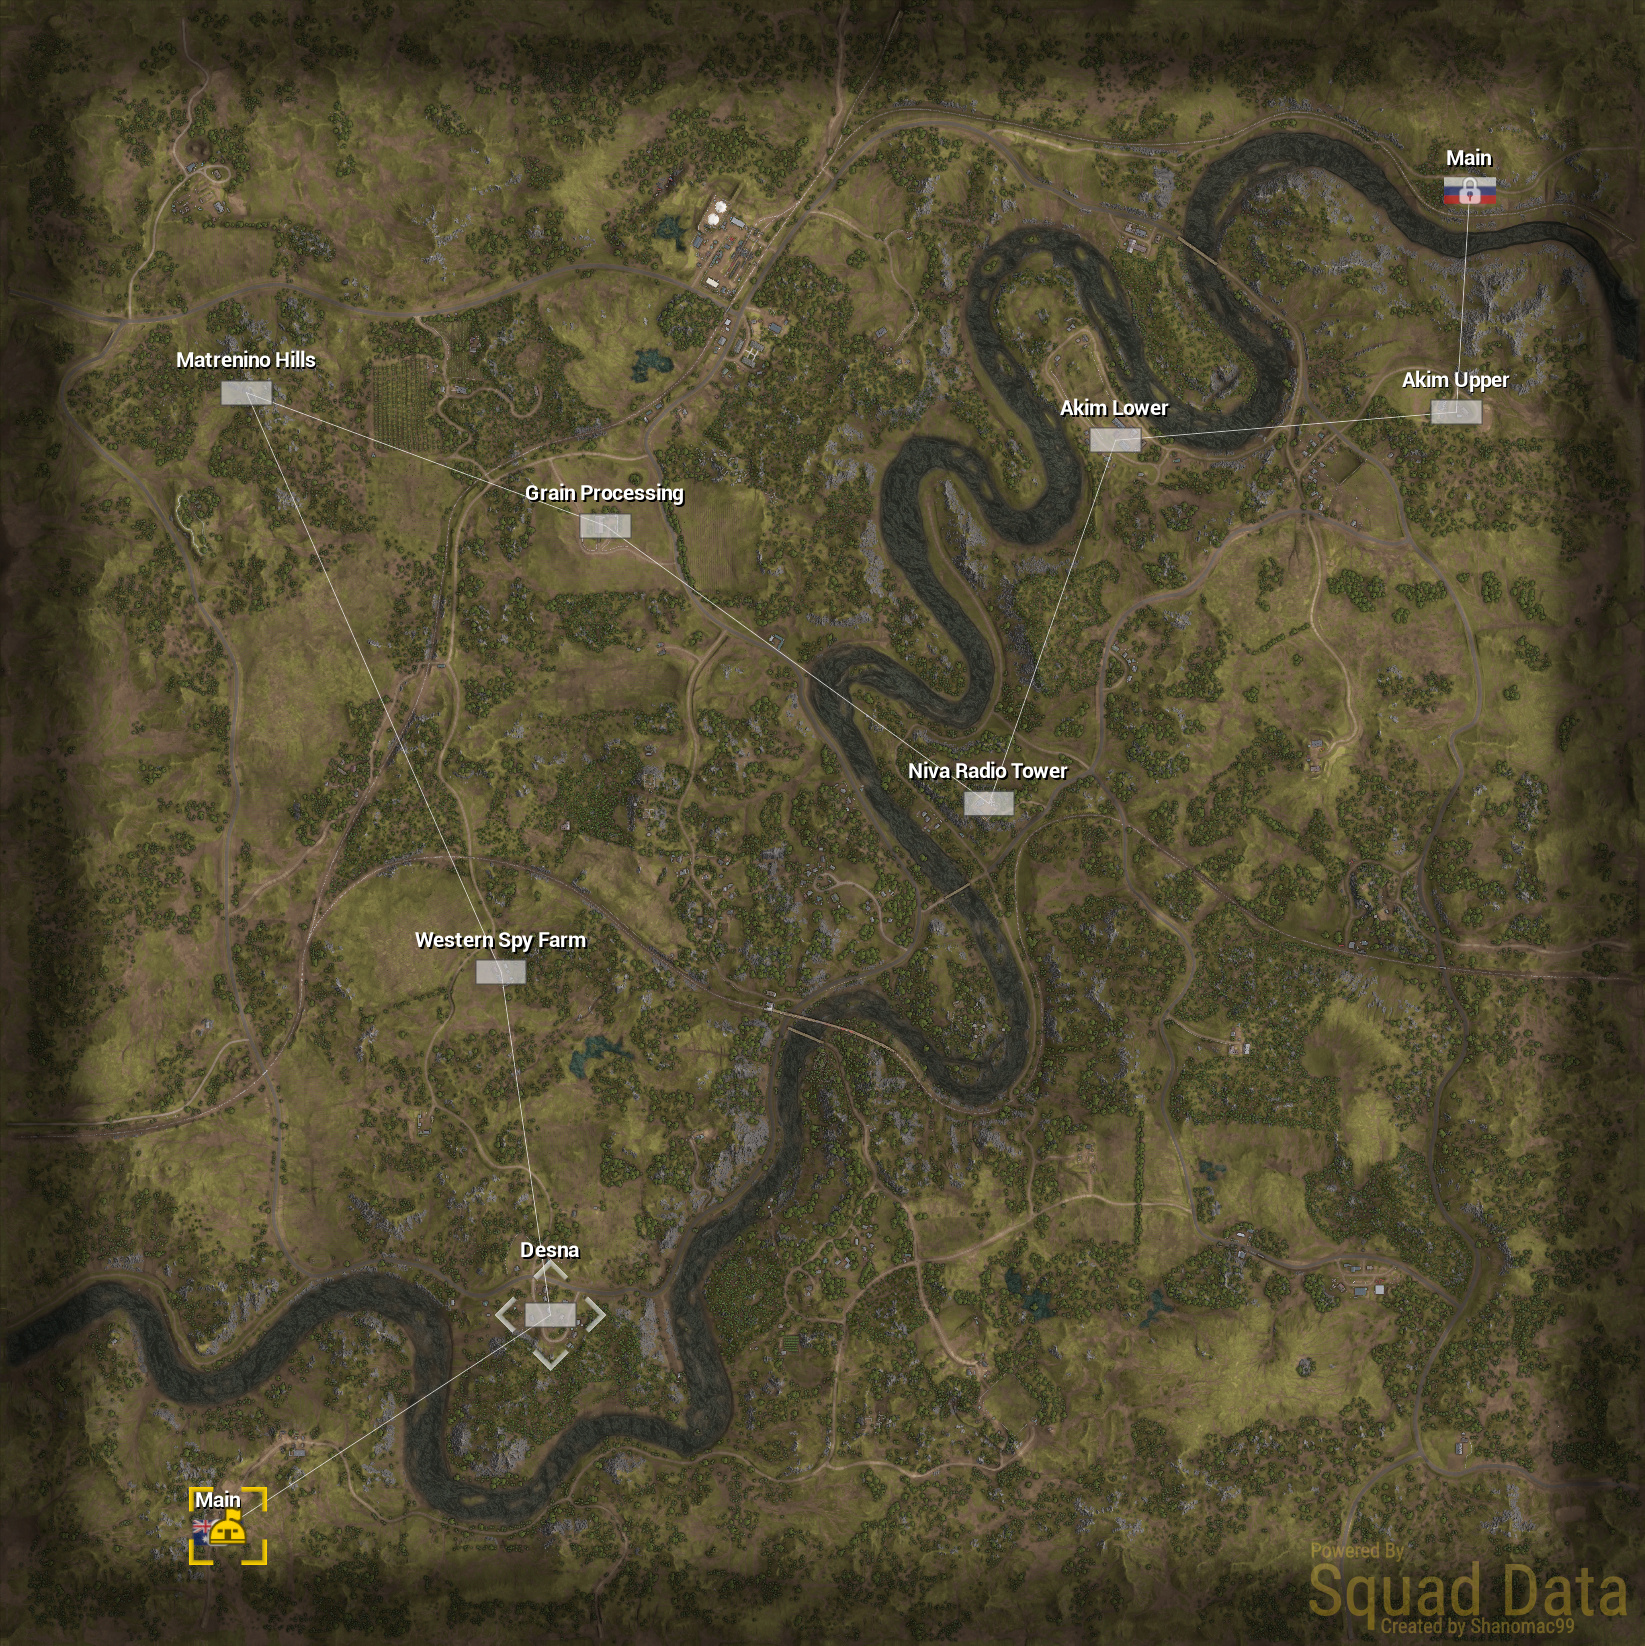 Main
Matrenino Hills
Akim Upper
Akim Lower
Grain Processing
Niva Radio Tower
Western Spy Farm
Desna
Main
Powered By
Squad Data
Created by Shanomac99